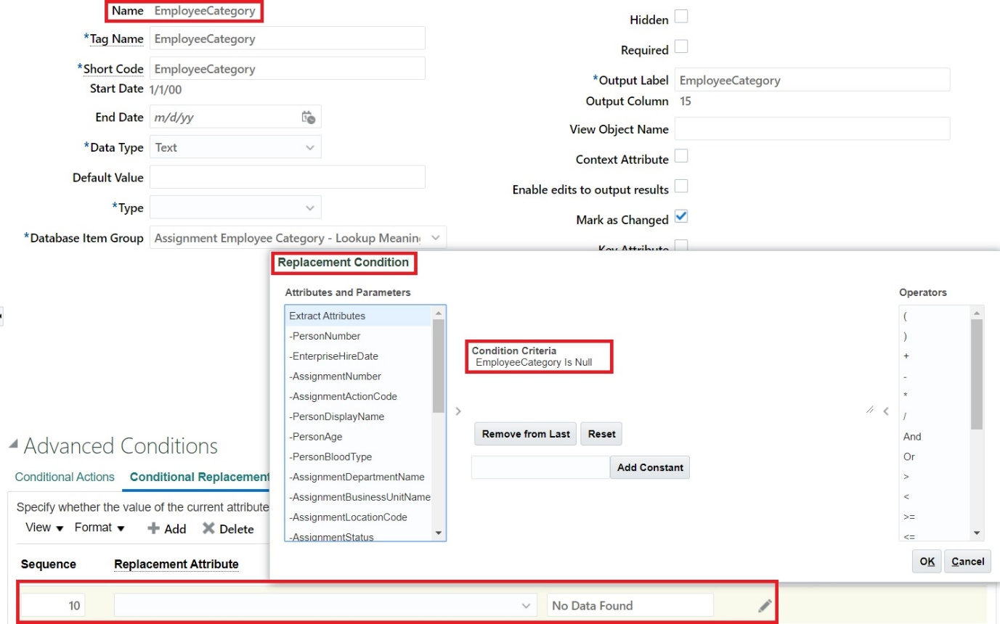 Name EmployeeCategory
*Tag Name EmployeeCategory
*Short Code EmployeeCategory
Start Date 1/1/00
End Date m/d/yy
*Data Type Text
Default Value
*Type
*Database Item Group Assignment Employee Category - Lookup Meaning
Hidden
Required
*Output Label EmployeeCategory
Output Column 15
View Object Name
Context Attribute
Enable edits to output results
Mark as Changed
Key Attribute
Replacement Condition
Attributes and Parameters
Extract Attributes
-PersonNumber
-EnterpriseHireDate
-AssignmentNumber
-AssignmentActionCode
-PersonDisplayName
-PersonAge
-PersonBloodType
-AssignmentDepartmentName
-AssignmentBusinessUnitName
-AssignmentLocationCode
-AssignmentStatus
Condition Criteria
EmployeeCategory Is Null
Remove from Last Reset
Add Constant
Operators
(
)
+
-
*
/
And
Or
>
<
>=
<=
OK Cancel
Advanced Conditions
Conditional Actions Conditional Replacement
Specify whether the value of the current attribute
View Format Add Delete
Sequence Replacement Attribute
10 No Data Found